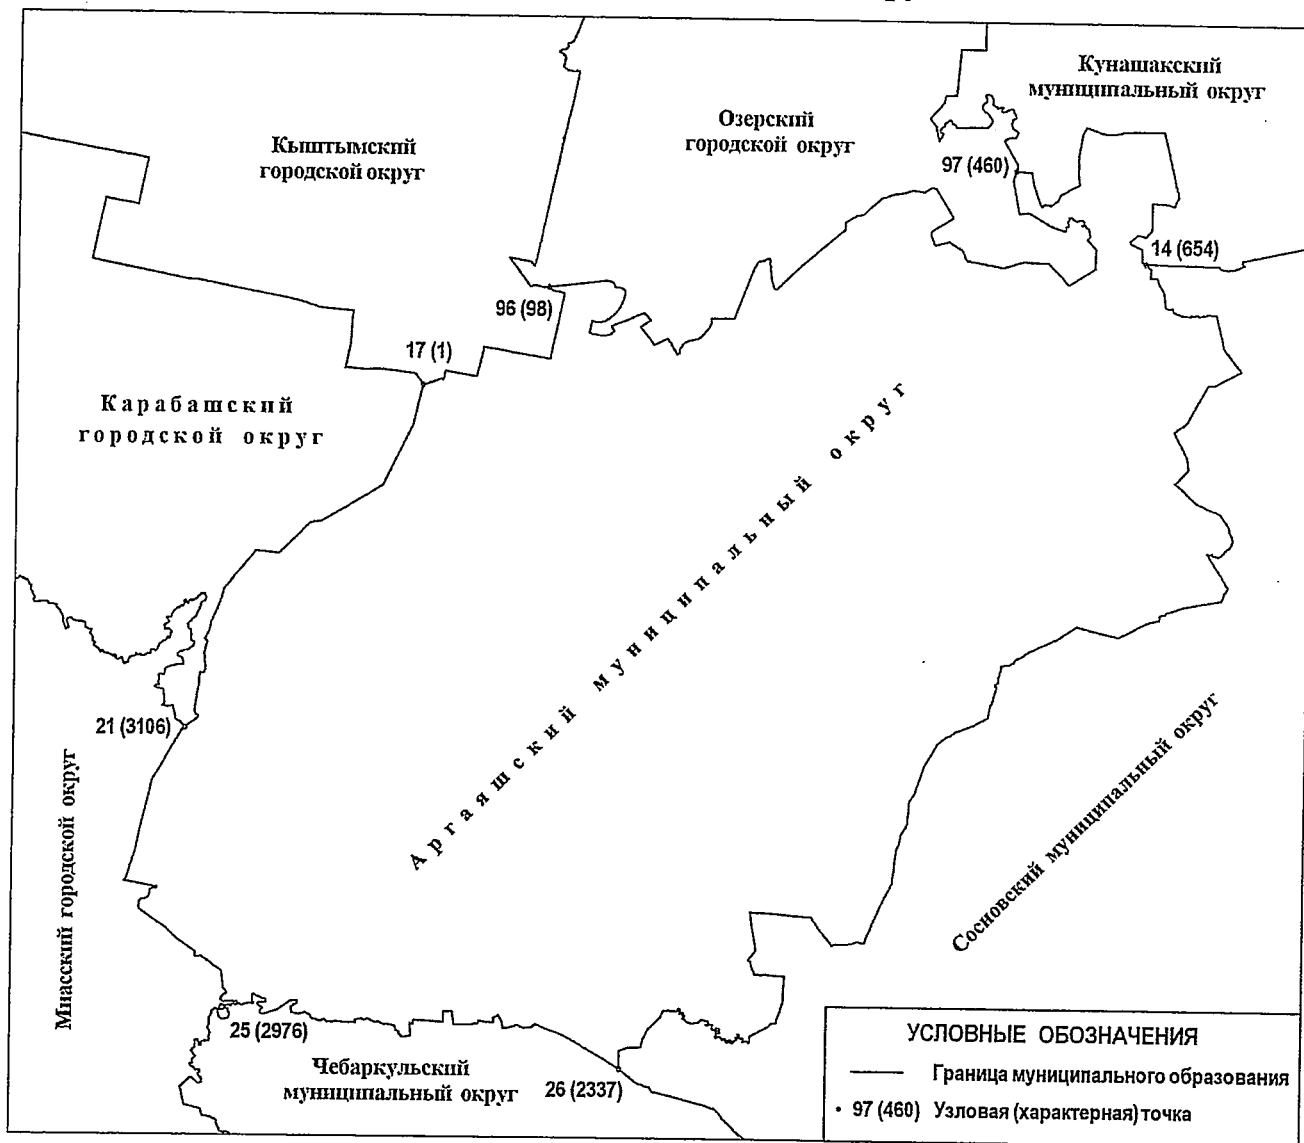 Кунашакский
муниципальный округ
Озерский
городской округ
Кыштымский
городской округ
97 (460)
14 (654)
96 (98)
17 (1)
Карабашский
городской округ
Аргаяшский муниципальный округ
21 (3106)
Миасский городской округ
Сосновский муниципальный округ
25 (2976)
Чебаркульский
муниципальный округ
26 (2337)
УСЛОВНЫЕ ОБОЗНАЧЕНИЯ
Граница муниципального образования
97 (460) Узловая (характерная) точка